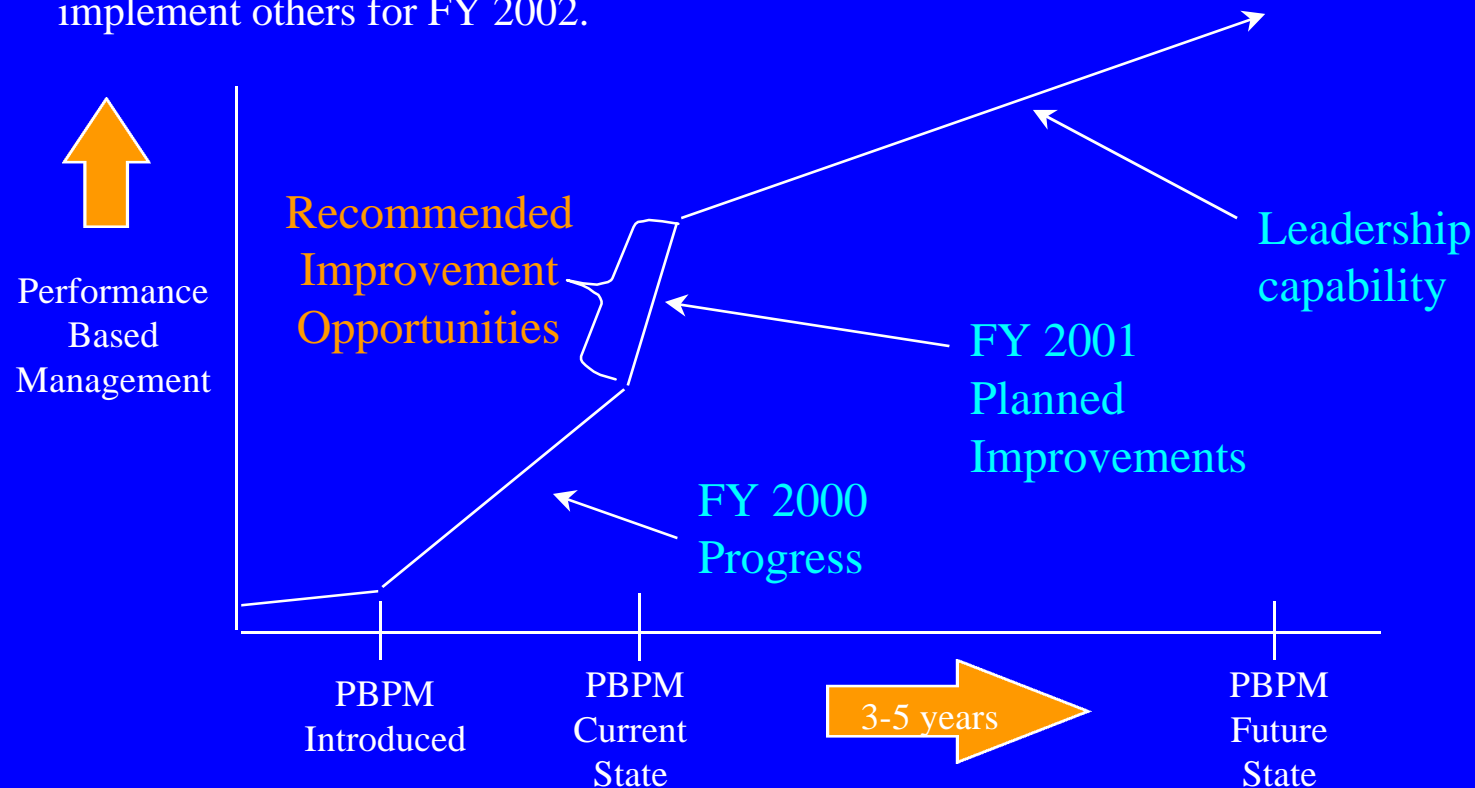 implement others for FY 2002.
Recommended
Improvement
Opportunities
Performance
Based
Management
Leadership
capability
FY 2001
Planned
Improvements
FY 2000
Progress
PBPM
Introduced
PBPM
Current
State
3-5 years
PBPM
Future
State